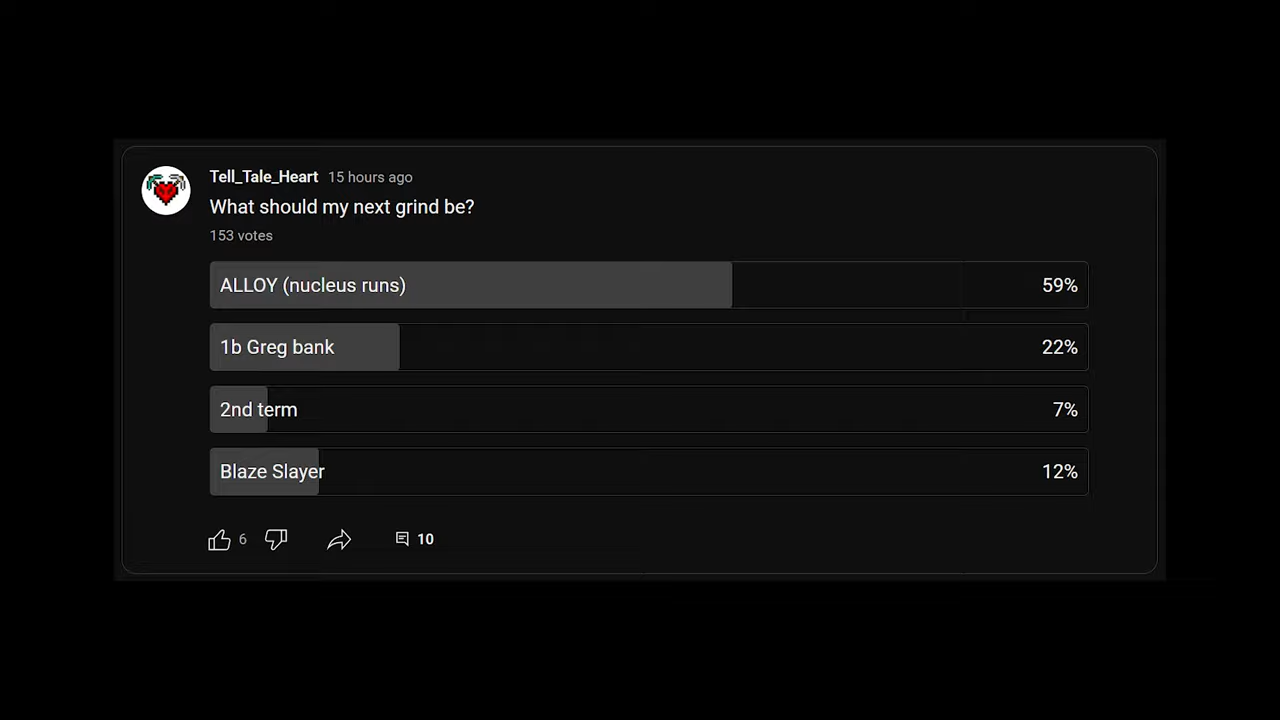 Tell_Tale_Heart 15 hours ago
What should my next grind be?
153 votes
ALLOY (nucleus runs) 59%
1b Greg bank 22%
2nd term 7%
Blaze Slayer 12%
6 10